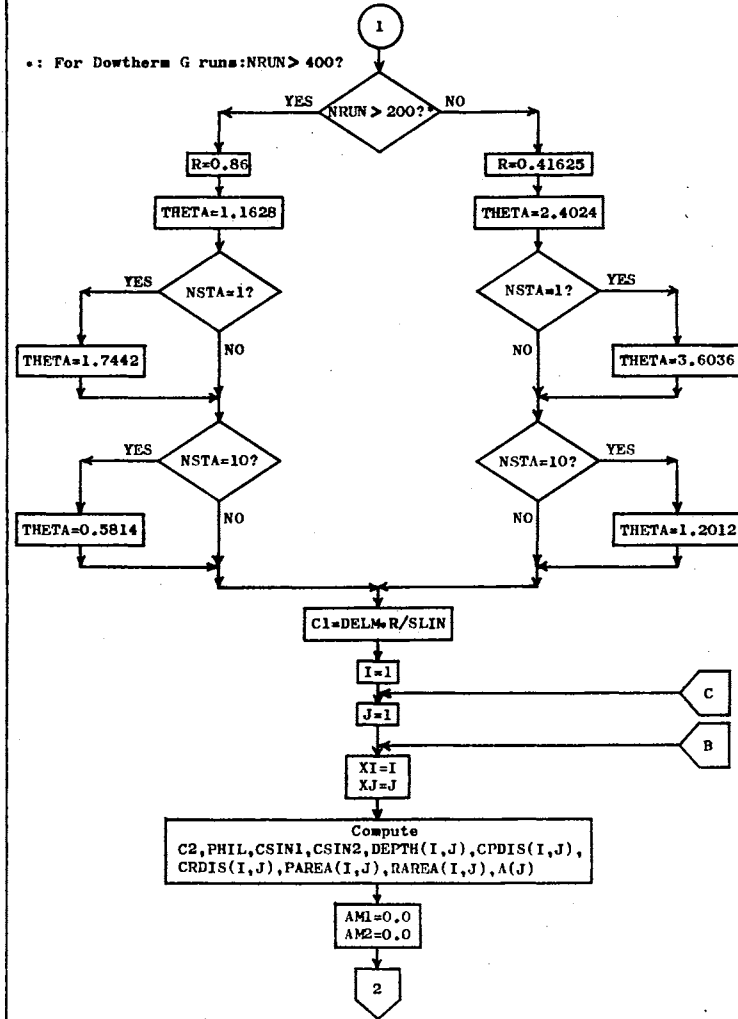 1
*: For Dowtherm G runs:NRUN> 400?
YES
NRUN > 200?*
NO
R=0.86
R=0.41625
THETA=1.1628
THETA=2.4024
YES
NSTA=1?
NSTA=1?
YES
THETA=1.7442
NO
NO
THETA=3.6036
YES
NSTA=10?
NSTA=10?
YES
THETA=0.5814
NO
NO
THETA=1.2012
C1=DELM*R/SLIN
I=1
C
J=1
B
XI=I
XJ=J
Compute
C2,PHIL,CSIN1,CSIN2,DEPTH(I,J),CPDIS(I,J),
CRDIS(I,J),PAREA(I,J),RAREA(I,J),A(J)
AM1=0.0
AM2=0.0
2